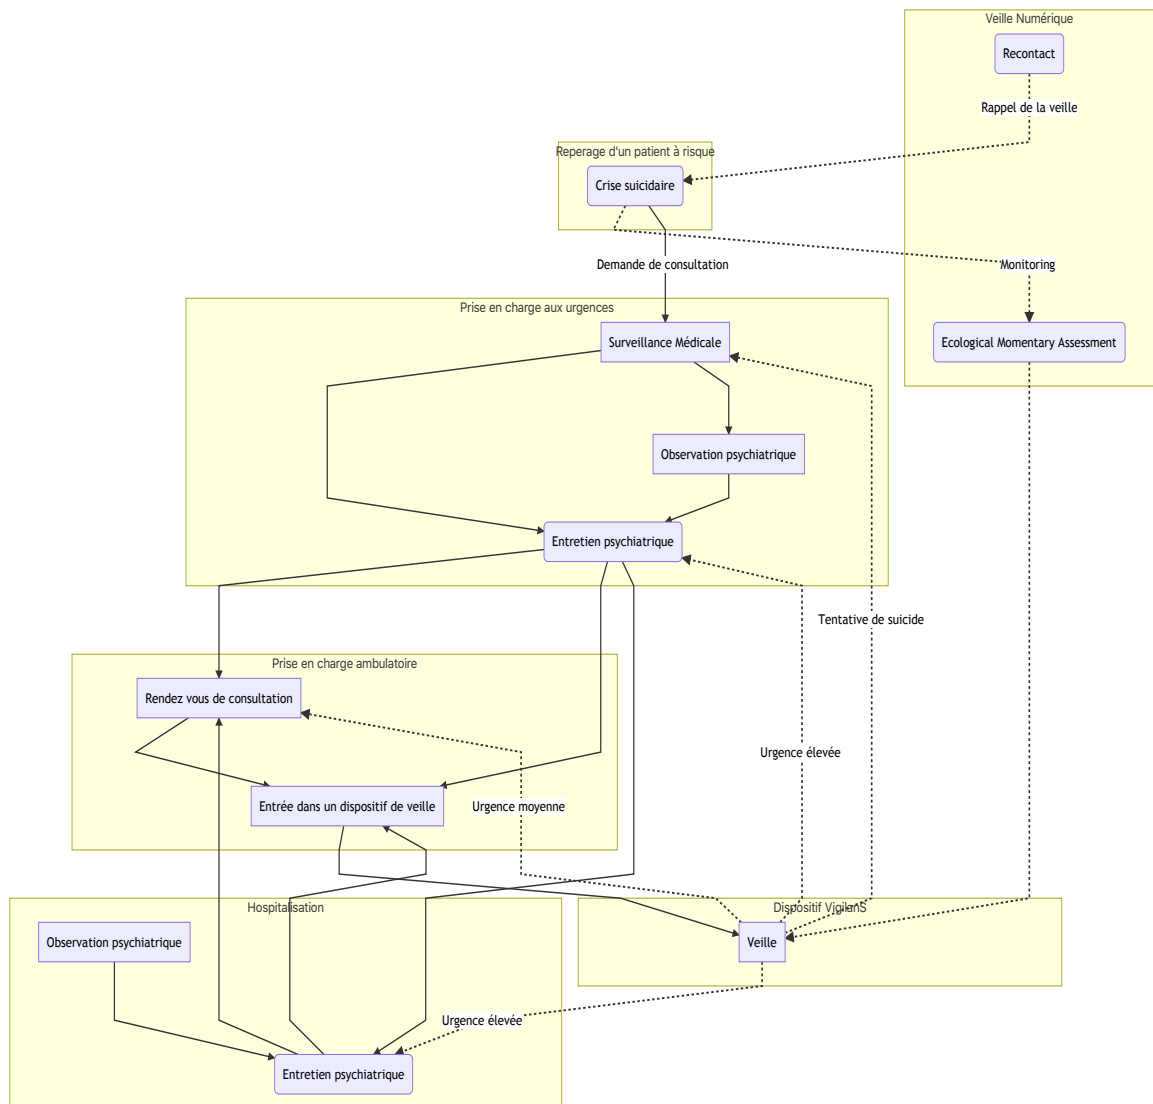 Veille Numérique
Recontact
Rappel de la veille
Reperage d'un patient à risque
Crise suicidaire
Demande de consultation
Monitoring
Prise en charge aux urgences
Surveillance Médicale
Ecological Momentary Assessment
Observation psychiatrique
Entretien psychiatrique
Tentative de suicide
Prise en charge ambulatoire
Rendez vous de consultation
Urgence élevée
Entrée dans un dispositif de veille
Urgence moyenne
Hospitalisation
Dispositif VigilanS
Observation psychiatrique
Veille
Urgence élevée
Entretien psychiatrique